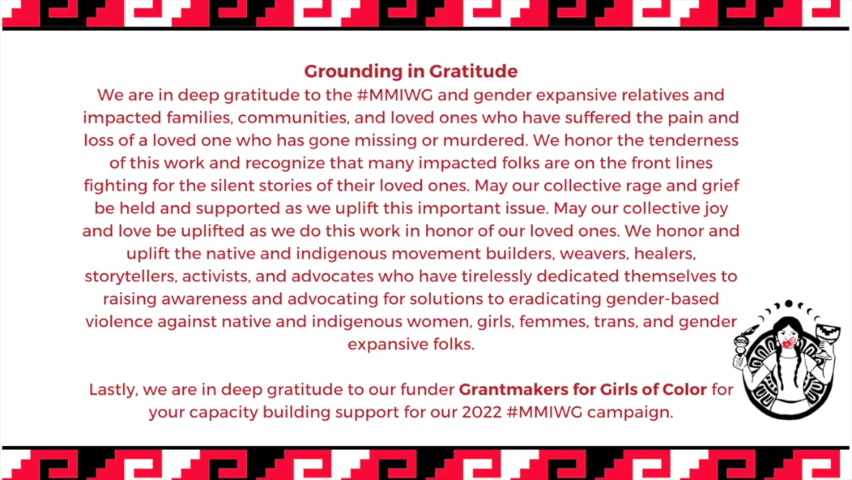 Grounding in Gratitude
We are in deep gratitude to the #MMIWG and gender expansive relatives and
impacted families, communities, and loved ones who have suffered the pain and
loss of a loved one who has gone missing or murdered. We honor the tenderness
of this work and recognize that many impacted folks are on the front lines
fighting for the silent stories of their loved ones. May our collective rage and grief
be held and supported as we uplift this important issue. May our collective joy
and love be uplifted as we do this work in honor of our loved ones. We honor and
uplift the native and indigenous movement builders, weavers, healers,
storytellers, activists, and advocates who have tirelessly dedicated themselves to
raising awareness and advocating for solutions to eradicating gender-based
violence against native and indigenous women, girls, femmes, trans, and gender
expansive folks.
Lastly, we are in deep gratitude to our funder Grantmakers for Girls of Color for
your capacity building support for our 2022 #MMIWG campaign.